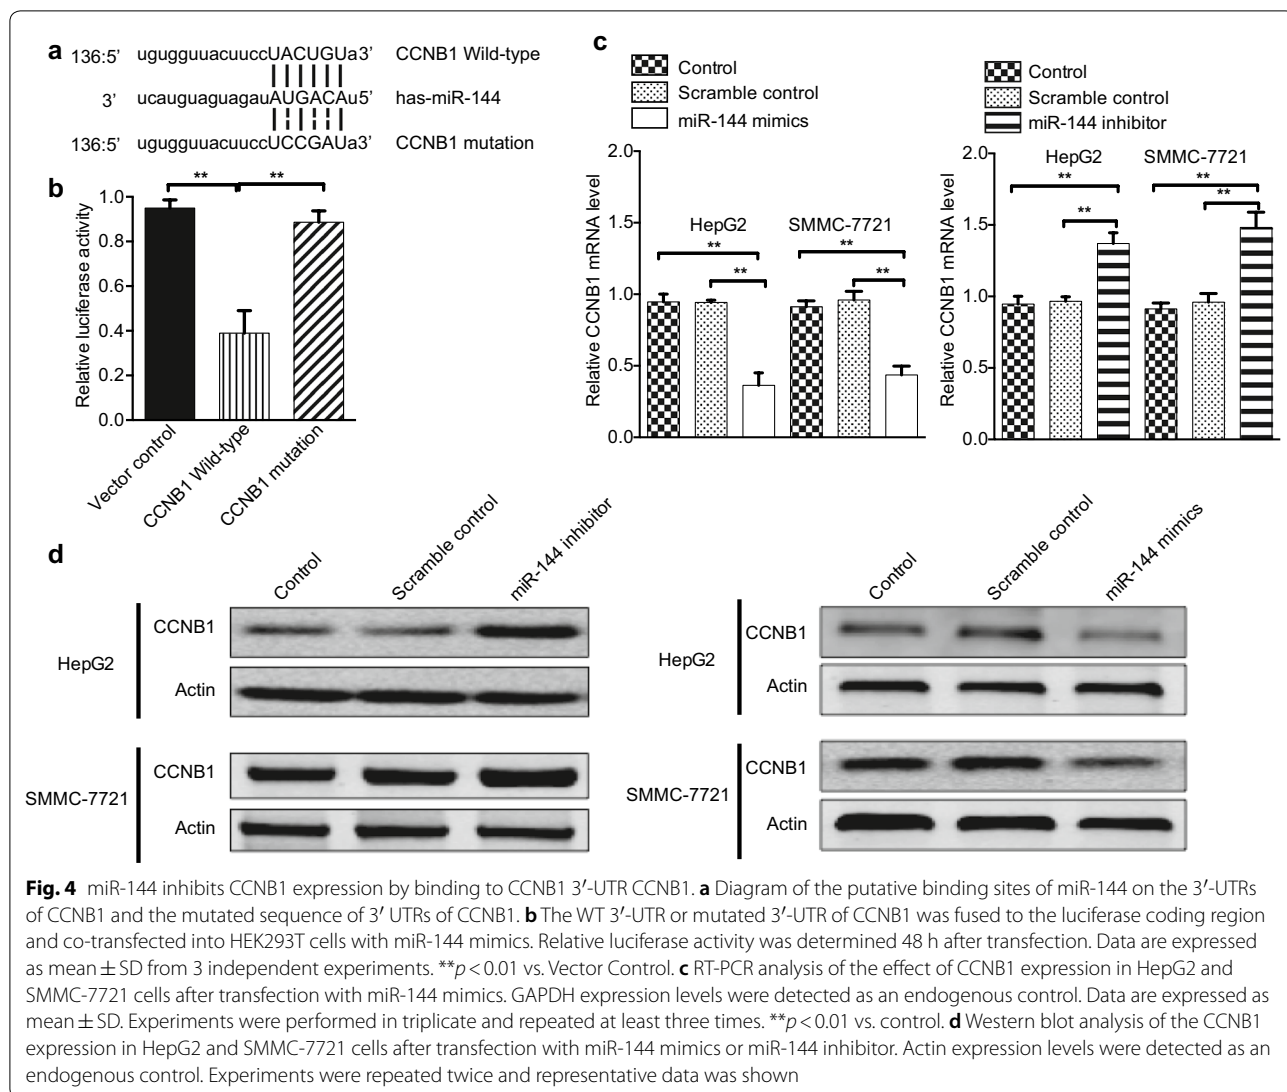 a
136:5’ ugugguuacuuccUACUGUa3’ CCNB1 Wild-type
3’ ucauguaguagauAUGACAu5’ has-miR-144
136:5’ ugugguuacuuccUCCGAUa3’ CCNB1 mutation
b
** **
1.0
0.8
0.6
0.4
0.2
0.0
Relative luciferase activity
Vector control
CCNB1 Wild-type
CCNB1 mutation
c
Control
Scramble control
miR-144 mimics
2.0
1.5
1.0
0.5
0.0
Relative CCNB1 mRNA level
HepG2 SMMC-7721
** **
** **
Control
Scramble control
miR-144 inhibitor
2.0
1.5
1.0
0.5
0.0
Relative CCNB1 mRNA level
HepG2 SMMC-7721
** **
** **
d
Control
Scramble control
miR-144 inhibitor
HepG2
CCNB1
Actin
SMMC-7721
CCNB1
Actin
Control
Scramble control
miR-144 mimics
HepG2
CCNB1
Actin
SMMC-7721
CCNB1
Actin
Fig. 4 miR-144 inhibits CCNB1 expression by binding to CCNB1 3′-UTR CCNB1. a Diagram of the putative binding sites of miR-144 on the 3′-UTRs
of CCNB1 and the mutated sequence of 3′ UTRs of CCNB1. b The WT 3′-UTR or mutated 3′-UTR of CCNB1 was fused to the luciferase coding region
and co-transfected into HEK293T cells with miR-144 mimics. Relative luciferase activity was determined 48 h after transfection. Data are expressed
as mean ± SD from 3 independent experiments. **p < 0.01 vs. Vector Control. c RT-PCR analysis of the effect of CCNB1 expression in HepG2 and
SMMC-7721 cells after transfection with miR-144 mimics. GAPDH expression levels were detected as an endogenous control. Data are expressed as
mean ± SD. Experiments were performed in triplicate and repeated at least three times. **p < 0.01 vs. control. d Western blot analysis of the CCNB1
expression in HepG2 and SMMC-7721 cells after transfection with miR-144 mimics or miR-144 inhibitor. Actin expression levels were detected as an
endogenous control. Experiments were repeated twice and representative data was shown